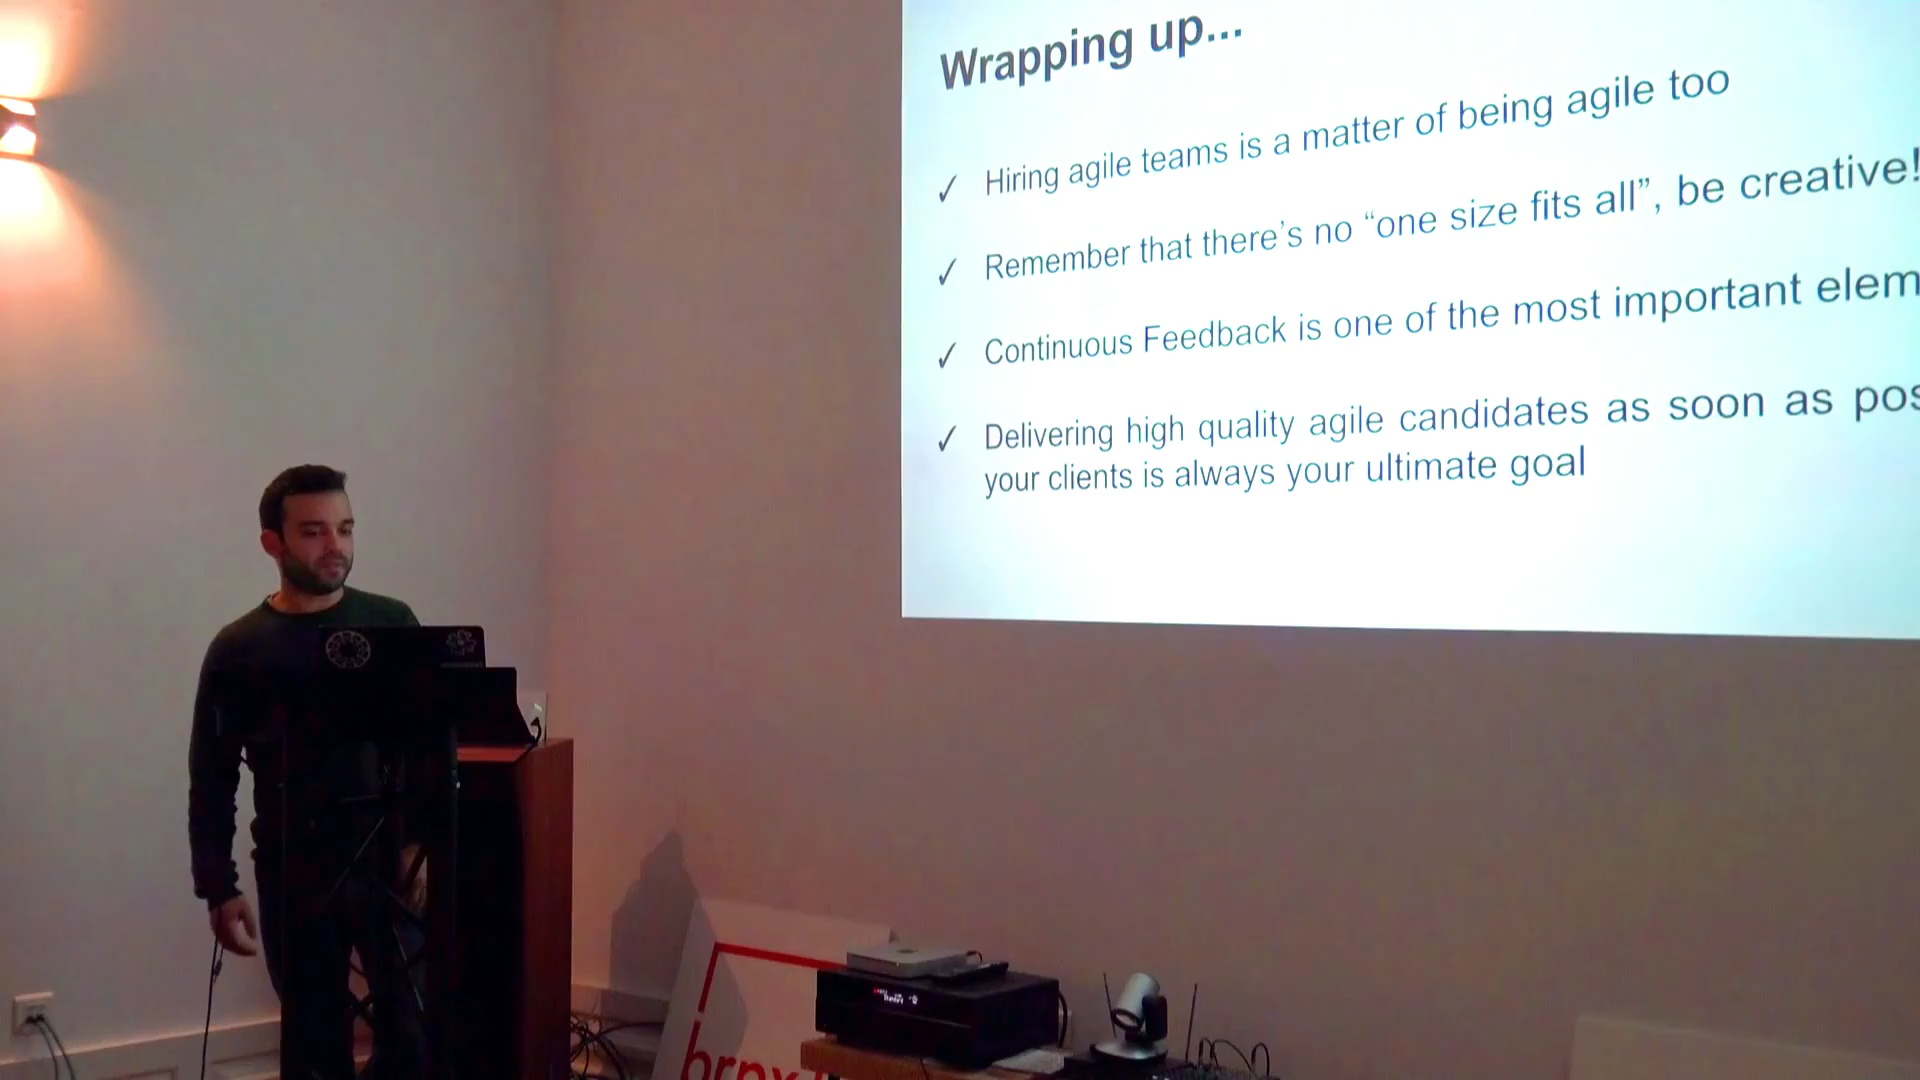 Wrapping up...
✓ Hiring agile teams is a matter of being agile too
✓ Remember that there's no “one size fits all”, be creative!
✓ Continuous Feedback is one of the most important elem
✓ Delivering high quality agile candidates as soon as pos
your clients is always your ultimate goal